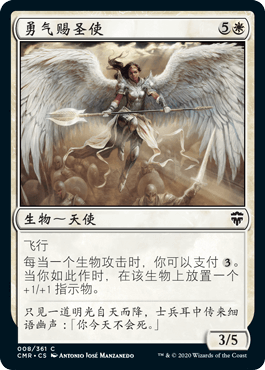 勇气赐圣使 5
生物～天使
飞行
每当一个生物攻击时，你可以支付3。
当你如此作时，在该生物上放置一个
+1/+1指示物。
只见一道明光自天而降，士兵耳中传来细
语幽声：「你今天不会死。」
3/5
008/361 C
CMR • CS Antonio José Manzanedo
™ & © 2020 Wizards of the Coast